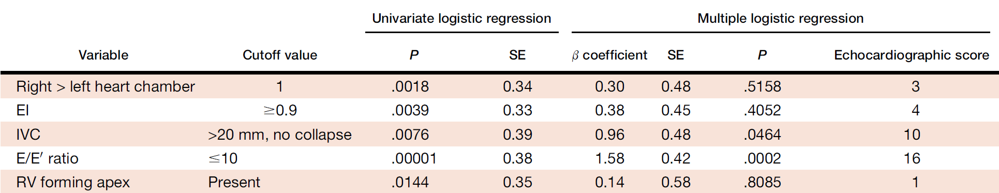 Univariate logistic regression Multiple logistic regression
Variable Cutoff value P SE β coefficient SE P Echocardiographic score
Right > left heart chamber 1 .0018 0.34 0.30 0.48 .5158 3
EI ≥0.9 .0039 0.33 0.38 0.45 .4052 4
IVC >20 mm, no collapse .0076 0.39 0.96 0.48 .0464 10
E/E′ ratio ≤10 .00001 0.38 1.58 0.42 .0002 16
RV forming apex Present .0144 0.35 0.14 0.58 .8085 1